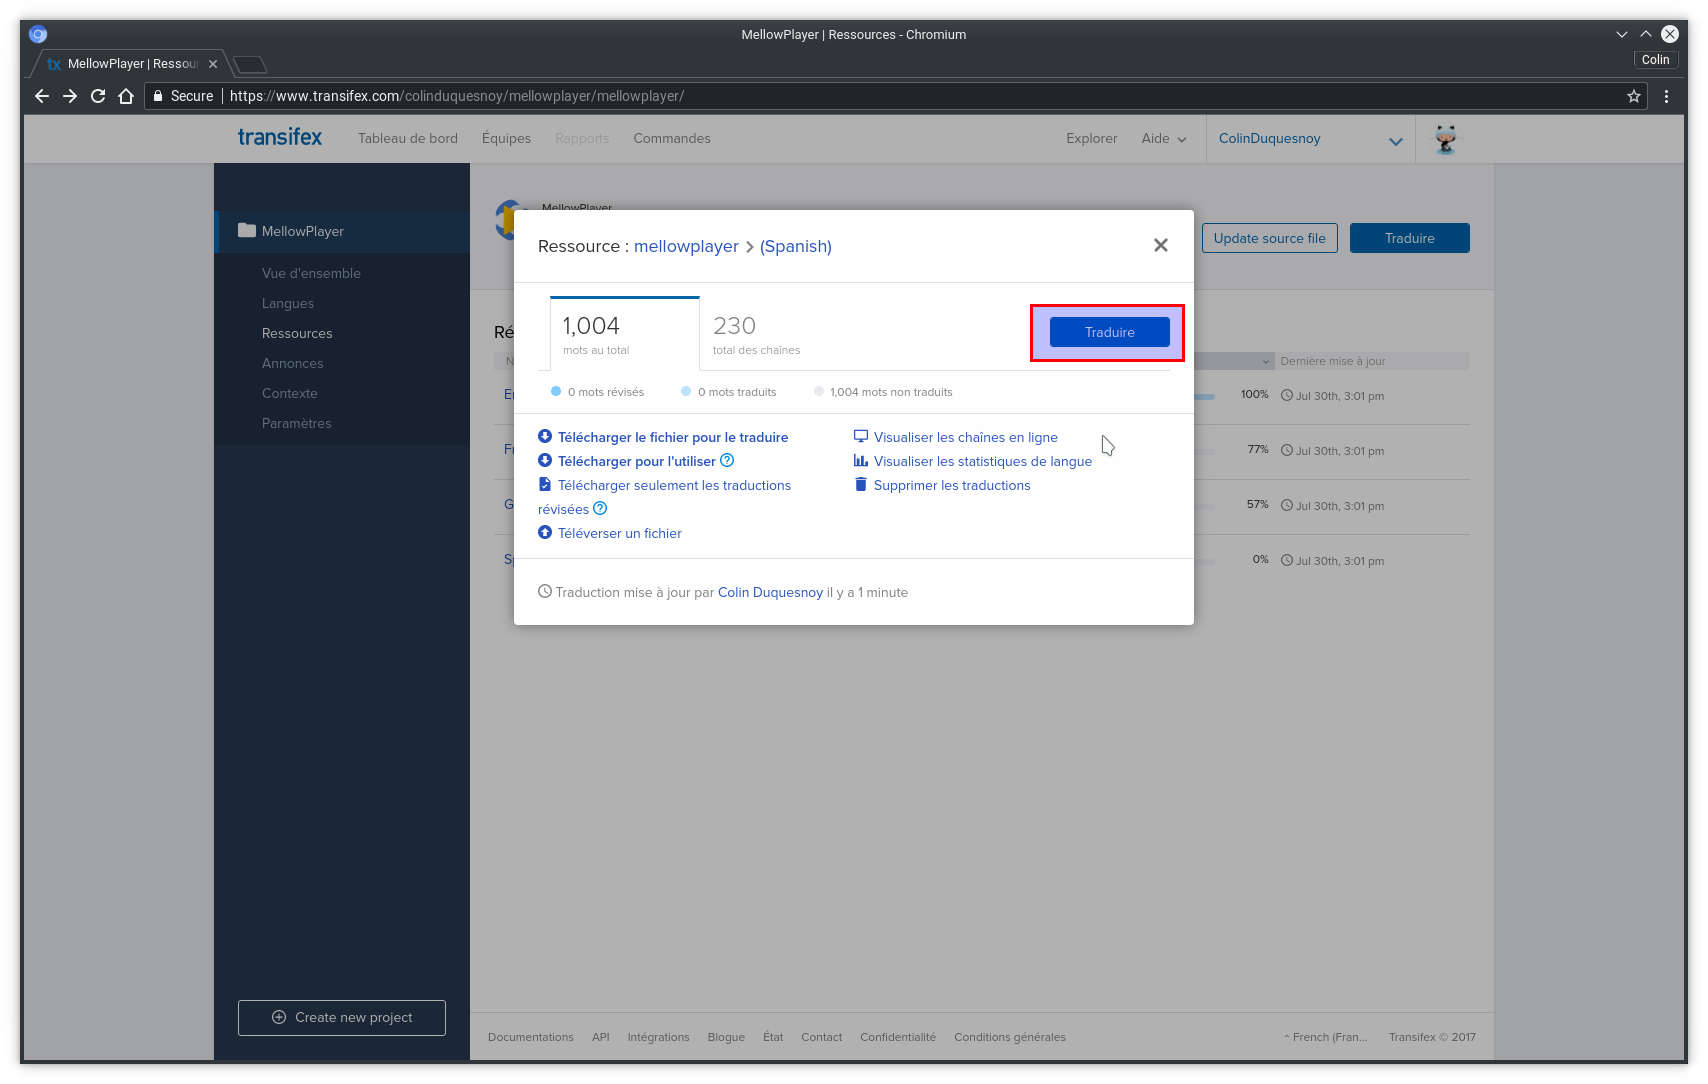 MellowPlayer | Ressources - Chromium
tx MellowPlayer | Ressour
Colin
Secure https://www.transifex.com/colinduquesnoy/mellowplayer/mellowplayer/
transifex Tableau de bord Équipes Rapports Commandes Explorer Aide ColinDuquesnoy
MellowPlayer
Vue d'ensemble
Langues
Ressources
Annonces
Contexte
Paramètres
Create new project
MellowPlayer
Update source file Traduire
Ressource : mellowplayer (Spanish)
1,004
mots au total
230
total des chaînes
Traduire
0 mots révisés 0 mots traduits 1,004 mots non traduits
Télécharger le fichier pour le traduire
Télécharger pour l'utiliser
Télécharger seulement les traductions
révisées
Téléverser un fichier
Visualiser les chaînes en ligne
Visualiser les statistiques de langue
Supprimer les traductions
Traduction mise à jour par Colin Duquesnoy il y a 1 minute
Ré
N Dernière mise à jour
E 100% Jul 30th, 3:01 pm
Fr 77% Jul 30th, 3:01 pm
G 57% Jul 30th, 3:01 pm
Sp 0% Jul 30th, 3:01 pm
Documentations API Intégrations Blogue État Contact Confidentialité Conditions générales ^ French (Fran... Transifex © 2017